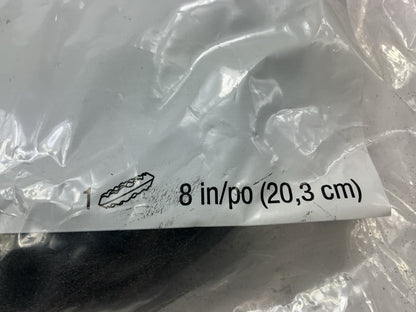 1 8 in/po (20,3 cm)